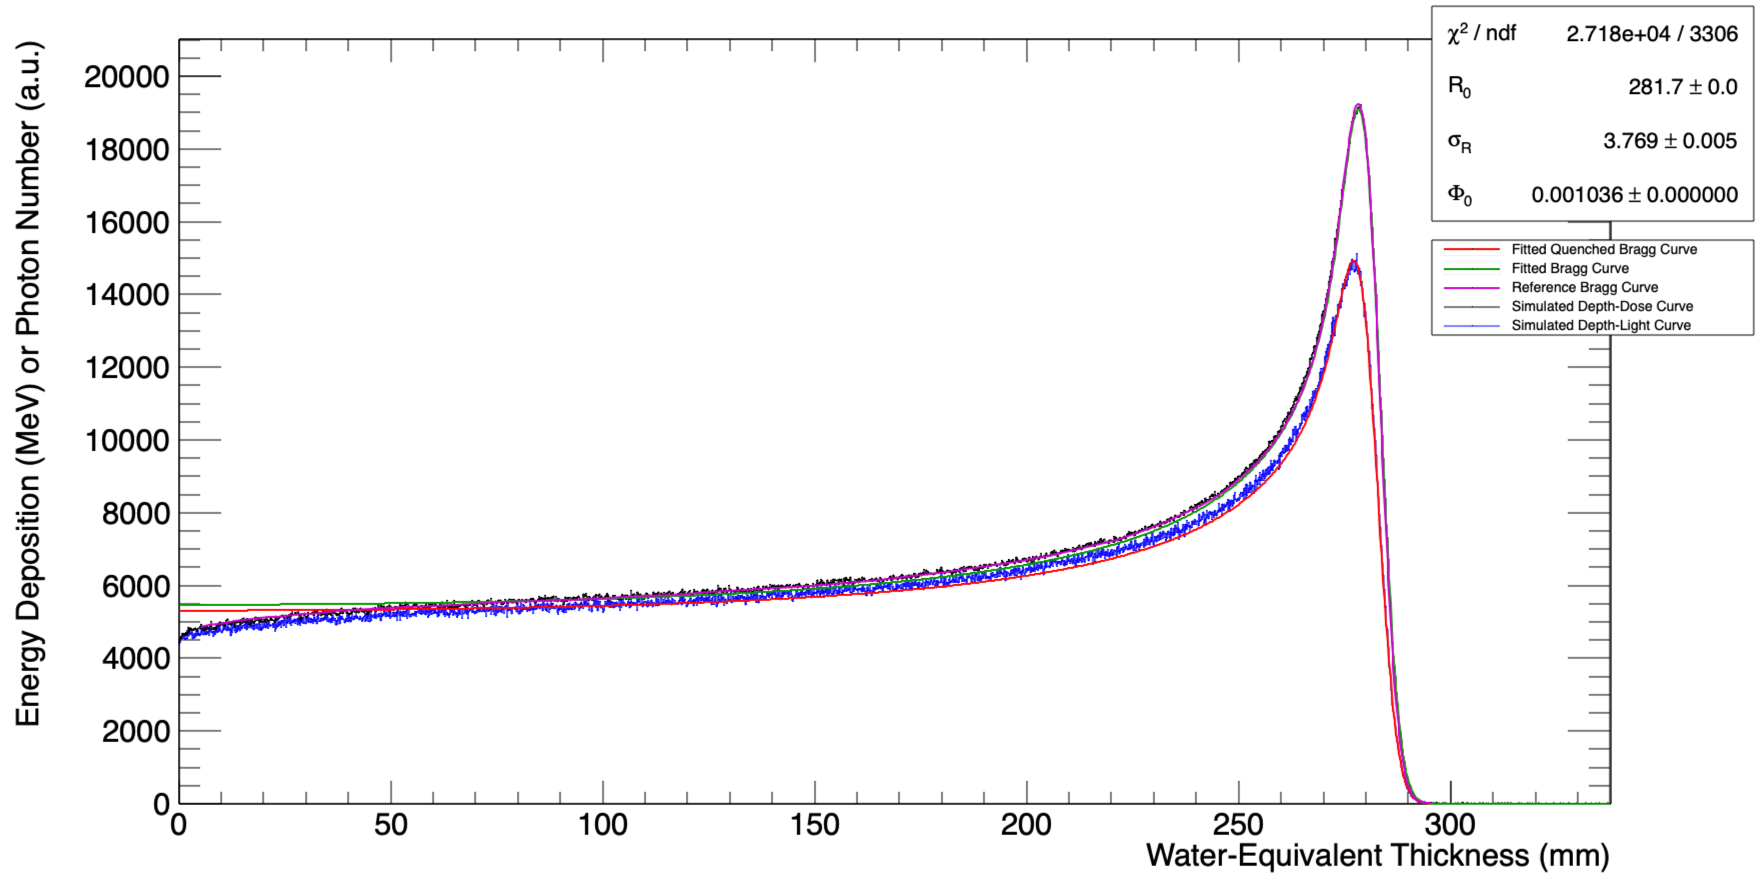 Energy Deposition (MeV) or Photon Number (a.u.)
20000
18000
16000
14000
12000
10000
8000
6000
4000
2000
0
0 50 100 150 200 250 300
Water-Equivalent Thickness (mm)
χ² / ndf 2.718e+04 / 3306
R₀ 281.7 ± 0.0
σ_R 3.769 ± 0.005
Φ₀ 0.001036 ± 0.000000
Fitted Quenched Bragg Curve
Fitted Bragg Curve
Reference Bragg Curve
Simulated Depth-Dose Curve
Simulated Depth-Light Curve